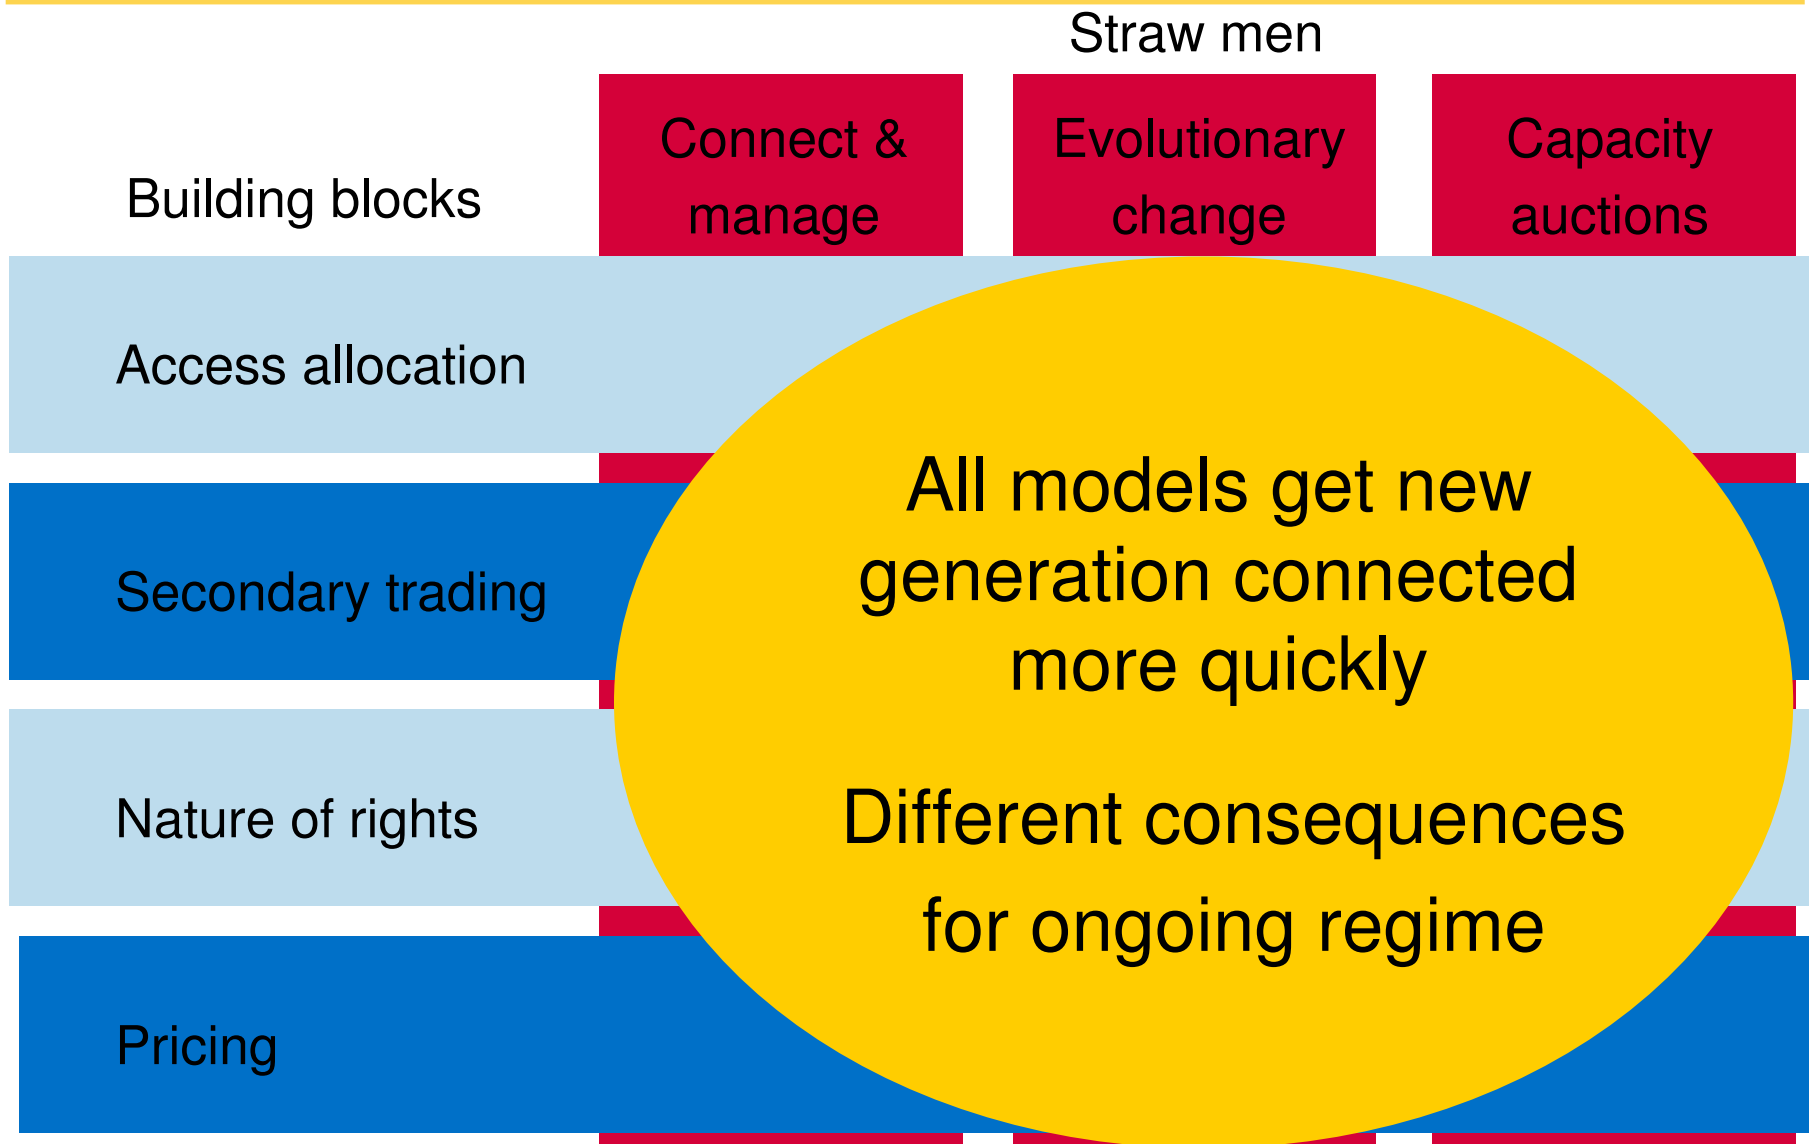 Straw men
Connect &
manage
Evolutionary
change
Capacity
auctions
Building blocks
Access allocation
Secondary trading
Nature of rights
Pricing
All models get new
generation connected
more quickly
Different consequences
for ongoing regime